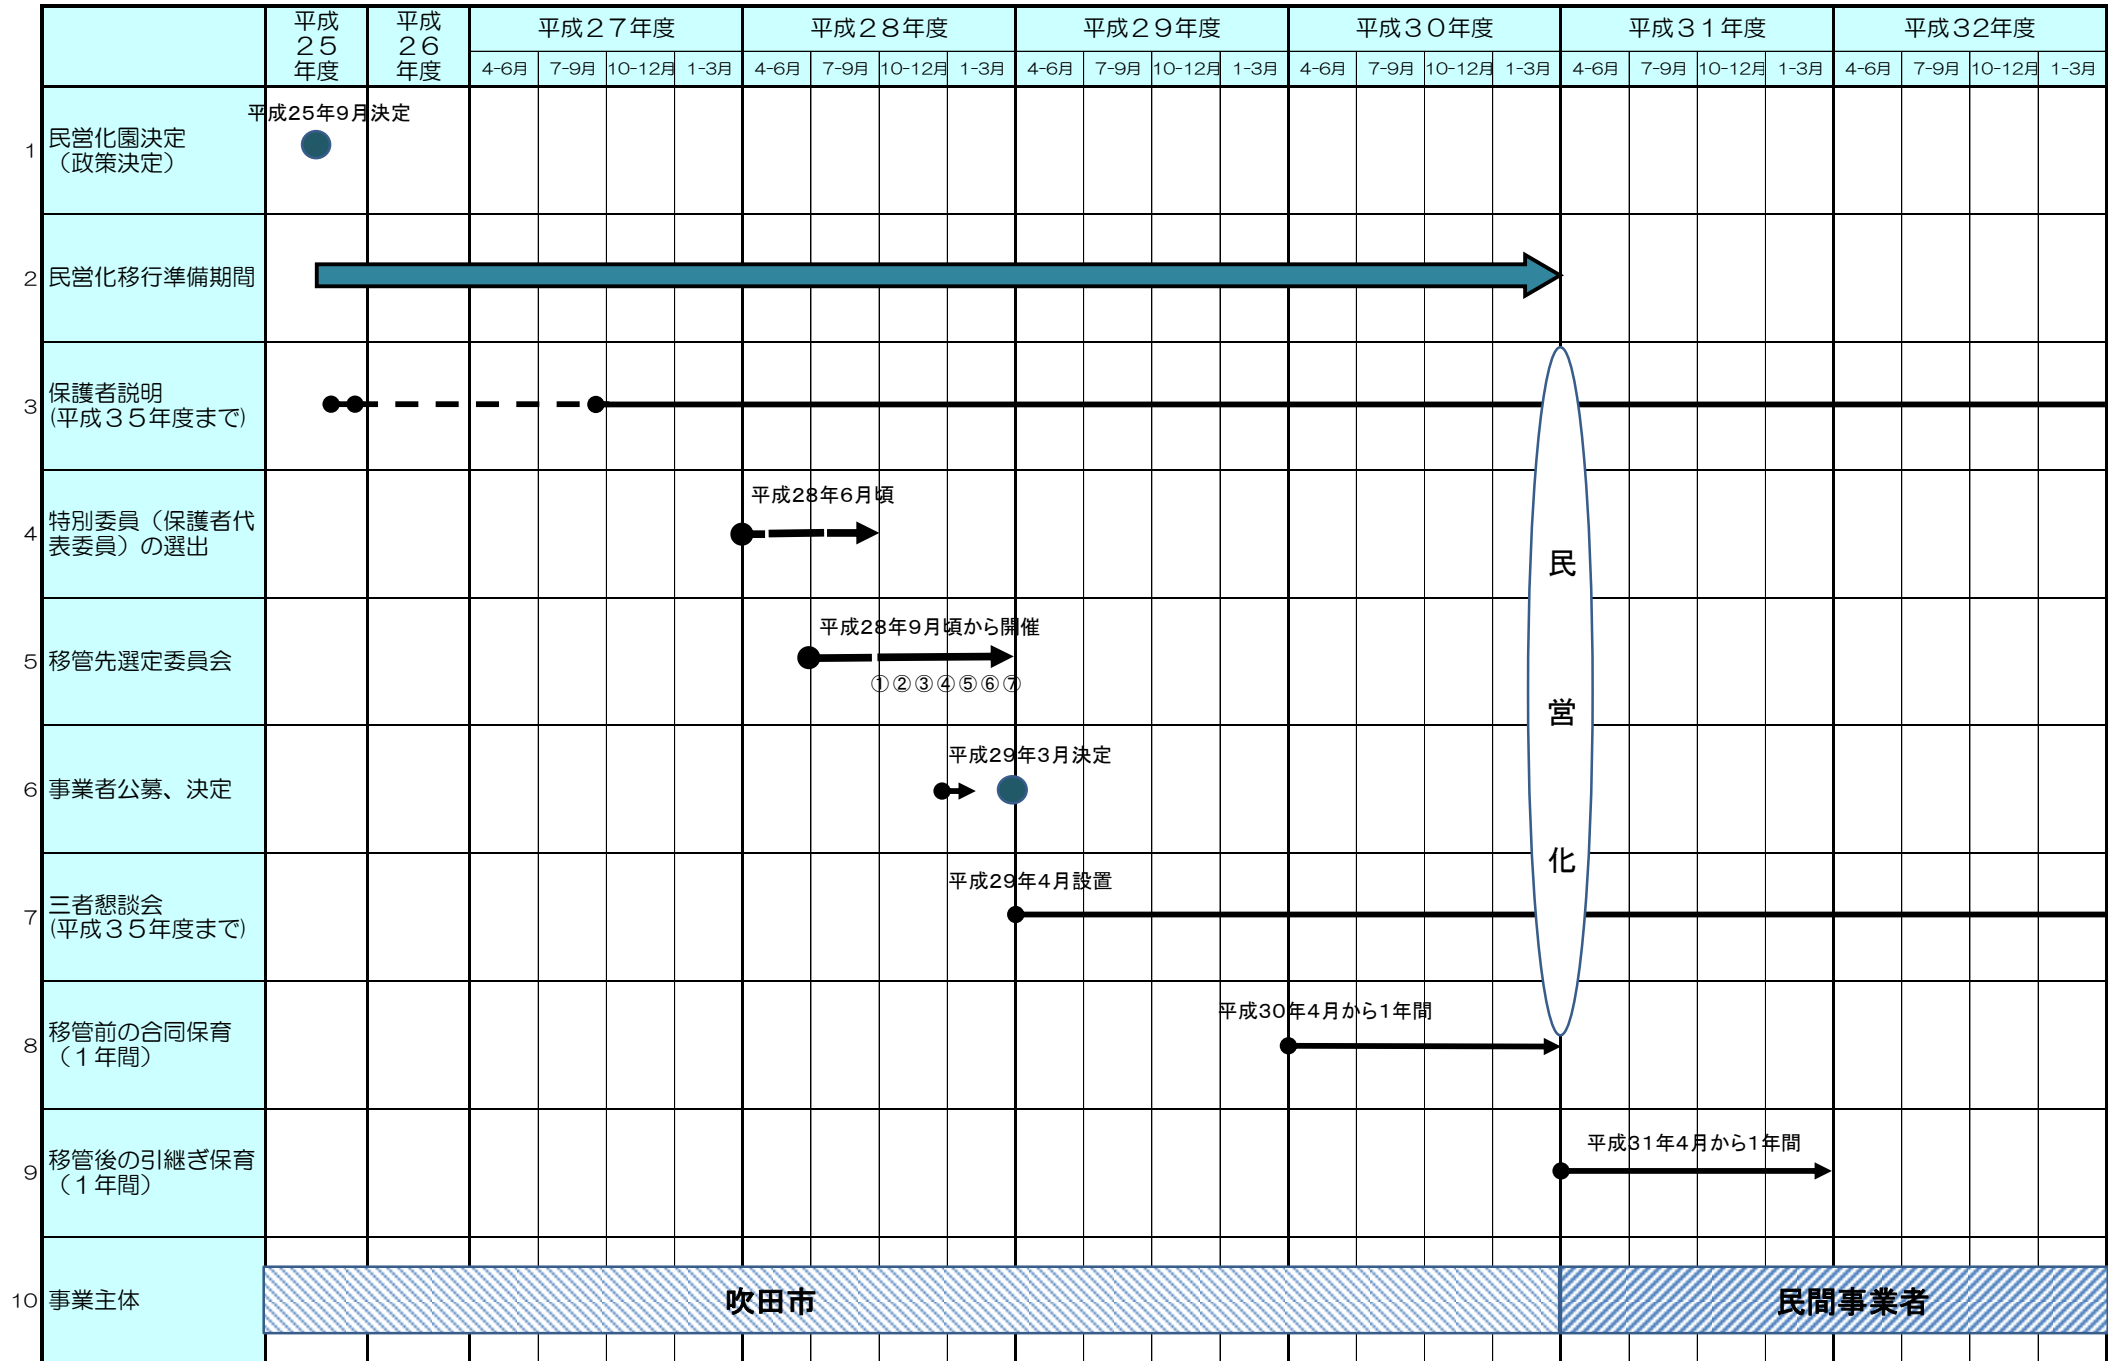 平成
２５
年度
平成
２６
年度
平成２７年度
平成２８年度
平成２９年度
平成３０年度
平成３１年度
平成３２年度
4-6月 7-9月 10-12月 1-3月 4-6月 7-9月 10-12月 1-3月 4-6月 7-9月 10-12月 1-3月 4-6月 7-9月 10-12月 1-3月 4-6月 7-9月 10-12月 1-3月 4-6月 7-9月 10-12月 1-3月
平成25年9月決定
1
民営化園決定
（政策決定）
2
民営化移行準備期間
3
保護者説明
(平成３５年度まで)
平成28年6月頃
4
特別委員（保護者代
表委員）の選出
平成28年9月頃から開催
5
移管先選定委員会
①②③④⑤⑥⑦
平成29年3月決定
6
事業者公募、決定
平成29年4月設置
7
三者懇談会
(平成３５年度まで)
民
営
化
平成30年4月から1年間
8
移管前の合同保育
（１年間）
平成31年4月から1年間
9
移管後の引継ぎ保育
（１年間）
10
事業主体
吹田市
民間事業者